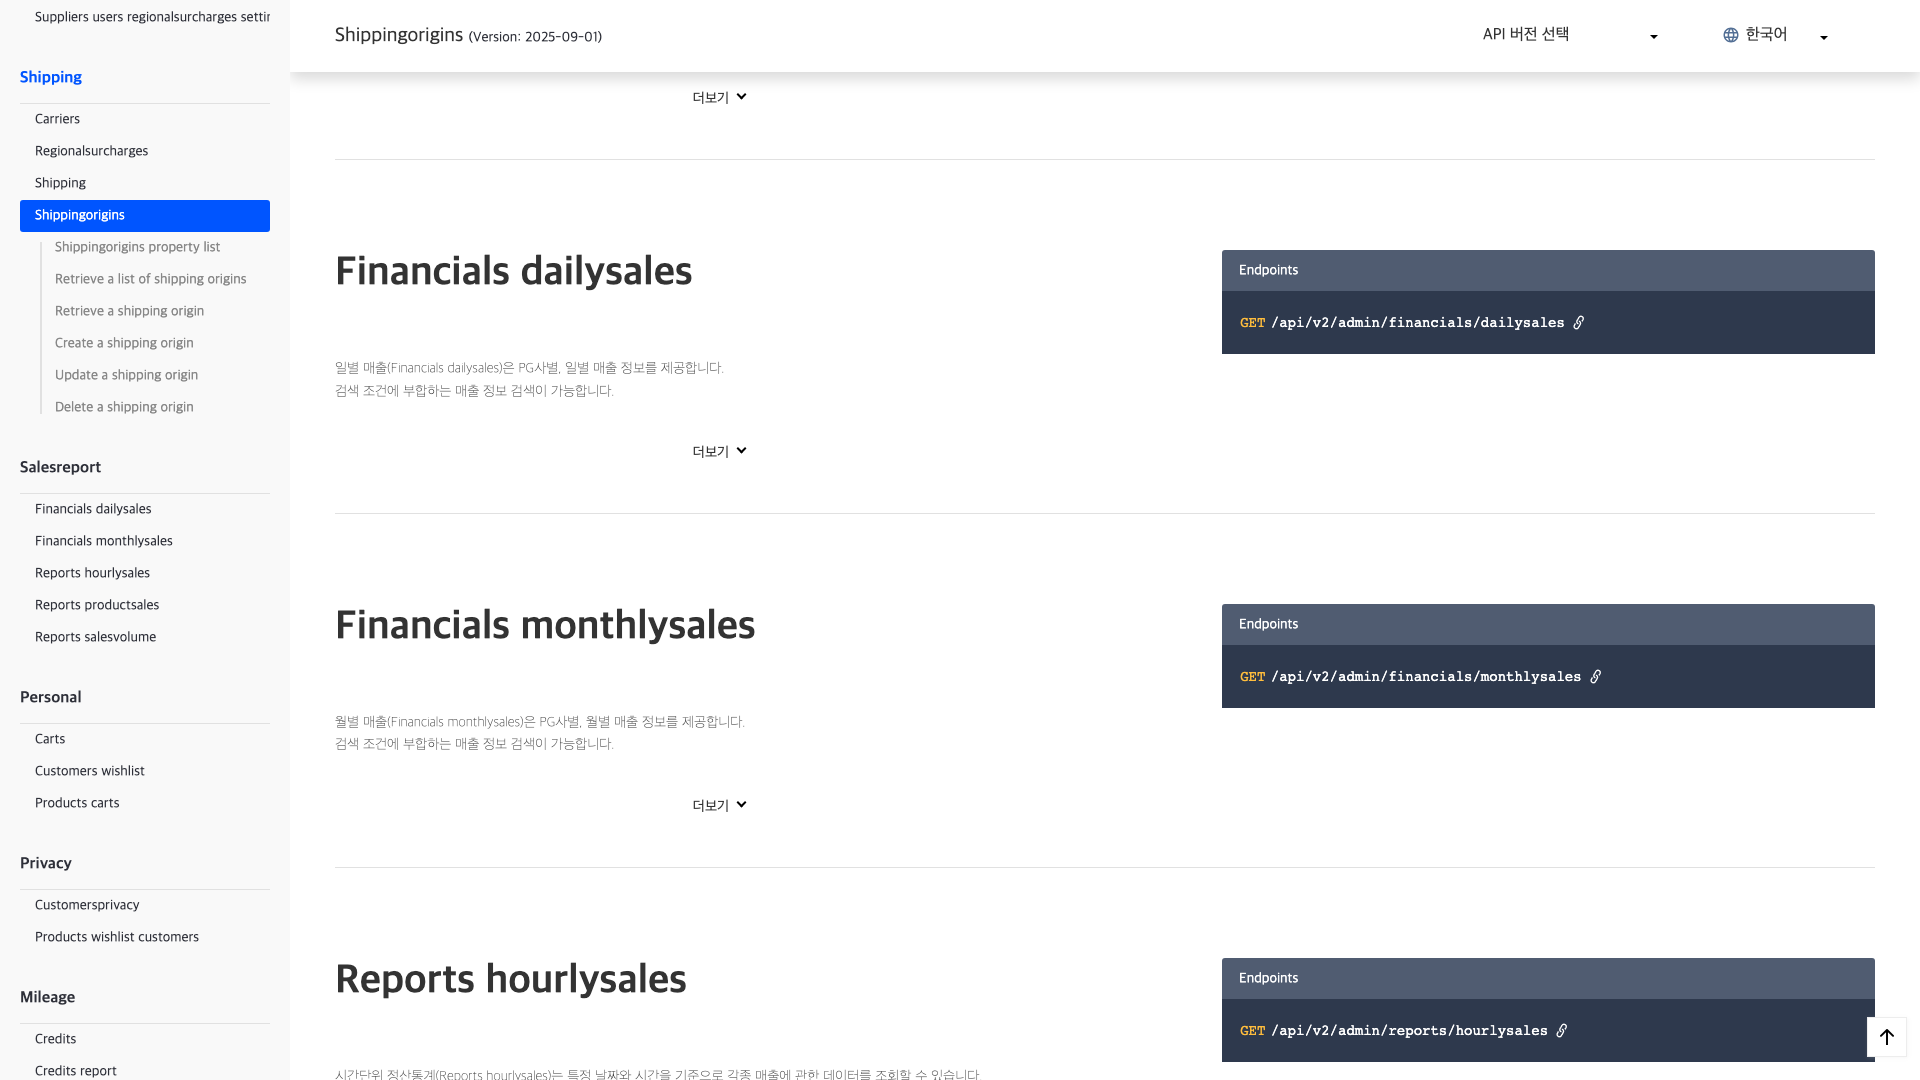 Suppliers users regionalsurcharges settin
Shipping
Carriers
Regionalsurcharges
Shipping
Shippingorigins
Shippingorigins property list
Retrieve a list of shipping origins
Retrieve a shipping origin
Create a shipping origin
Update a shipping origin
Delete a shipping origin
Salesreport
Financials dailysales
Financials monthlysales
Reports hourlysales
Reports productsales
Reports salesvolume
Personal
Carts
Customers wishlist
Products carts
Privacy
Customersprivacy
Products wishlist customers
Mileage
Credits
Credits report
Shippingorigins (Version: 2025-09-01)
API 버전 선택
한국어
더보기
Financials dailysales
일별 매출(Financials dailysales)은 PG사별, 일별 매출 정보를 제공합니다.
검색 조건에 부합하는 매출 정보 검색이 가능합니다.
더보기
Endpoints
GET /api/v2/admin/financials/dailysales
Financials monthlysales
월별 매출(Financials monthlysales)은 PG사별, 월별 매출 정보를 제공합니다.
검색 조건에 부합하는 매출 정보 검색이 가능합니다.
더보기
Endpoints
GET /api/v2/admin/financials/monthlysales
Reports hourlysales
시간단위 정산통계(Reports hourlysales)는 특정 날짜와 시간을 기준으로 각종 매출에 관한 데이터를 조회할 수 있습니다.
Endpoints
GET /api/v2/admin/reports/hourlysales